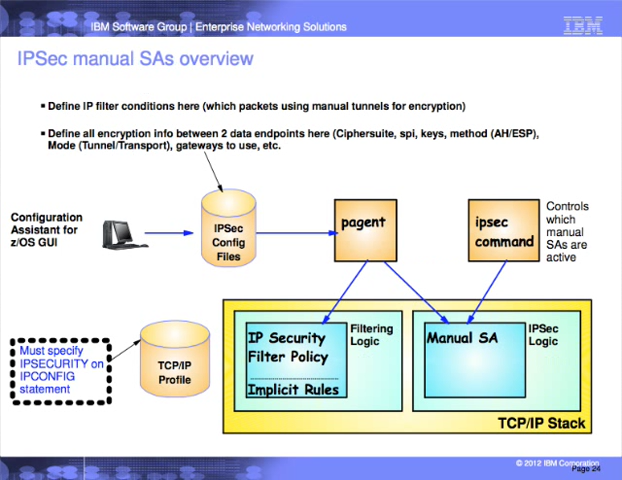 IBM Software Group | Enterprise Networking Solutions
IBM
IPSec manual SAs overview
▪ Define IP filter conditions here (which packets using manual tunnels for encryption)
▪ Define all encryption info between 2 data endpoints here (Ciphersuite, spi, keys, method (AH/ESP),
Mode (Tunnel/Transport), gateways to use, etc.
Configuration
Assistant for
z/OS GUI
IPSec
Config
Files
pagent
ipsec
command
Controls
which
manual
SAs are
active
Must specify
IPSECURITY on
IPCONFIG
statement
TCP/IP
Profile
IP Security
Filter Policy
Implicit Rules
Filtering
Logic
Manual SA
IPSec
Logic
TCP/IP Stack
© 2012 IBM Corporation
Page 24